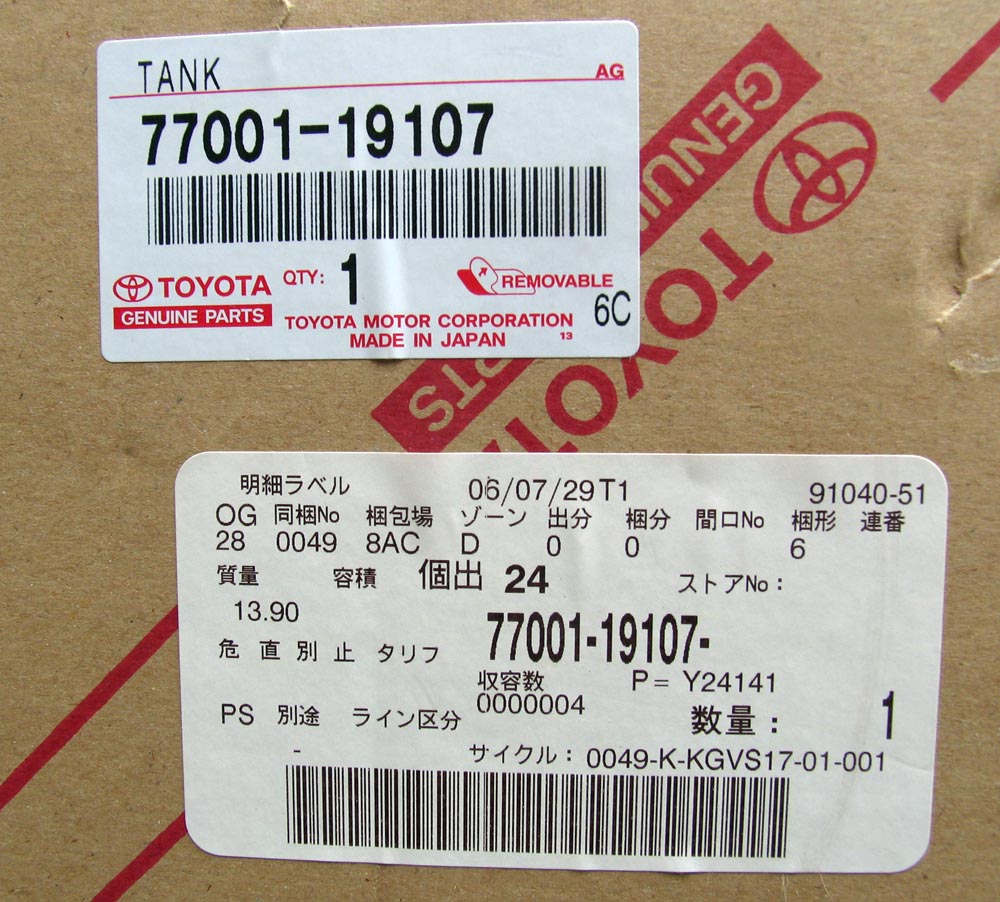 TANK
AG
77001-19107
TOYOTA
GENUINE PARTS
QTY: 1
REMOVABLE
6C
TOYOTA MOTOR CORPORATION
MADE IN JAPAN 13
GENUI
PARTS
TOYOTA
明細ラベル 06/07/29 T1 91040-51
OG 同梱No 梱包場 ゾーン 出分 梱分 間口No 梱形 連番
28 0049 8AC D 0 0 6
質量 容積 個出 24 ストアNo:
13.90 77001-19107-
危 直 別 止 タリフ
収容数 P= Y24141
0000004
PS 別途 ライン区分 数量: 1
- サイクル: 0049-K-KGVS17-01-001